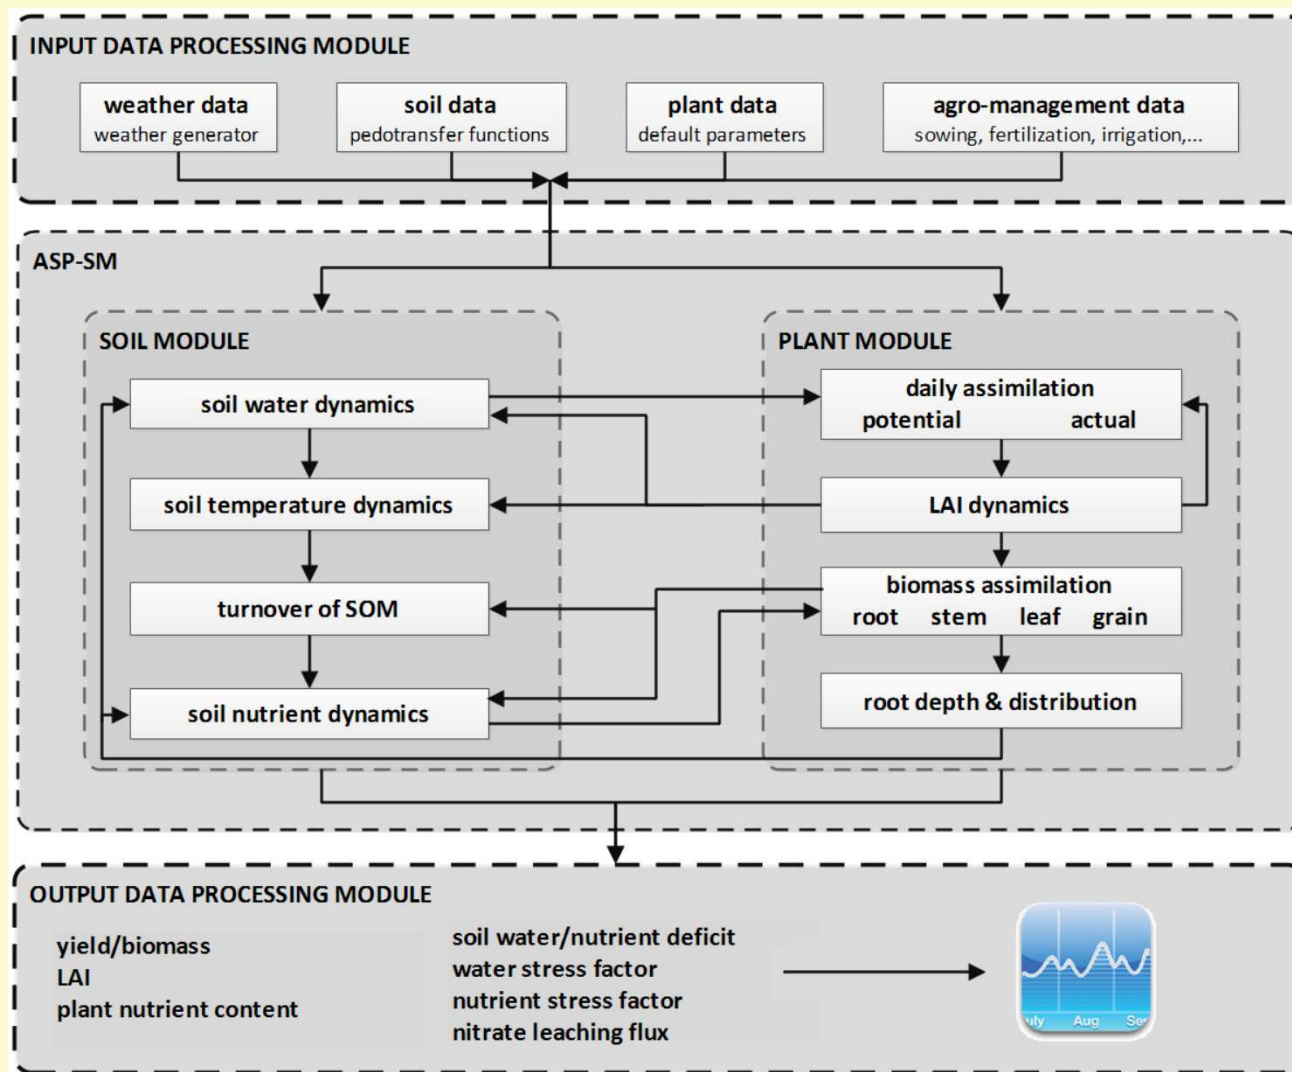 INPUT DATA PROCESSING MODULE
weather data
weather generator
soil data
pedotransfer functions
plant data
default parameters
agro-management data
sowing, fertilization, irrigation,...
ASP-SM
SOIL MODULE
soil water dynamics
soil temperature dynamics
turnover of SOM
soil nutrient dynamics
PLANT MODULE
daily assimilation
potential actual
LAI dynamics
biomass assimilation
root stem leaf grain
root depth & distribution
OUTPUT DATA PROCESSING MODULE
yield/biomass
LAI
plant nutrient content
soil water/nutrient deficit
water stress factor
nutrient stress factor
nitrate leaching flux
uly Aug Se